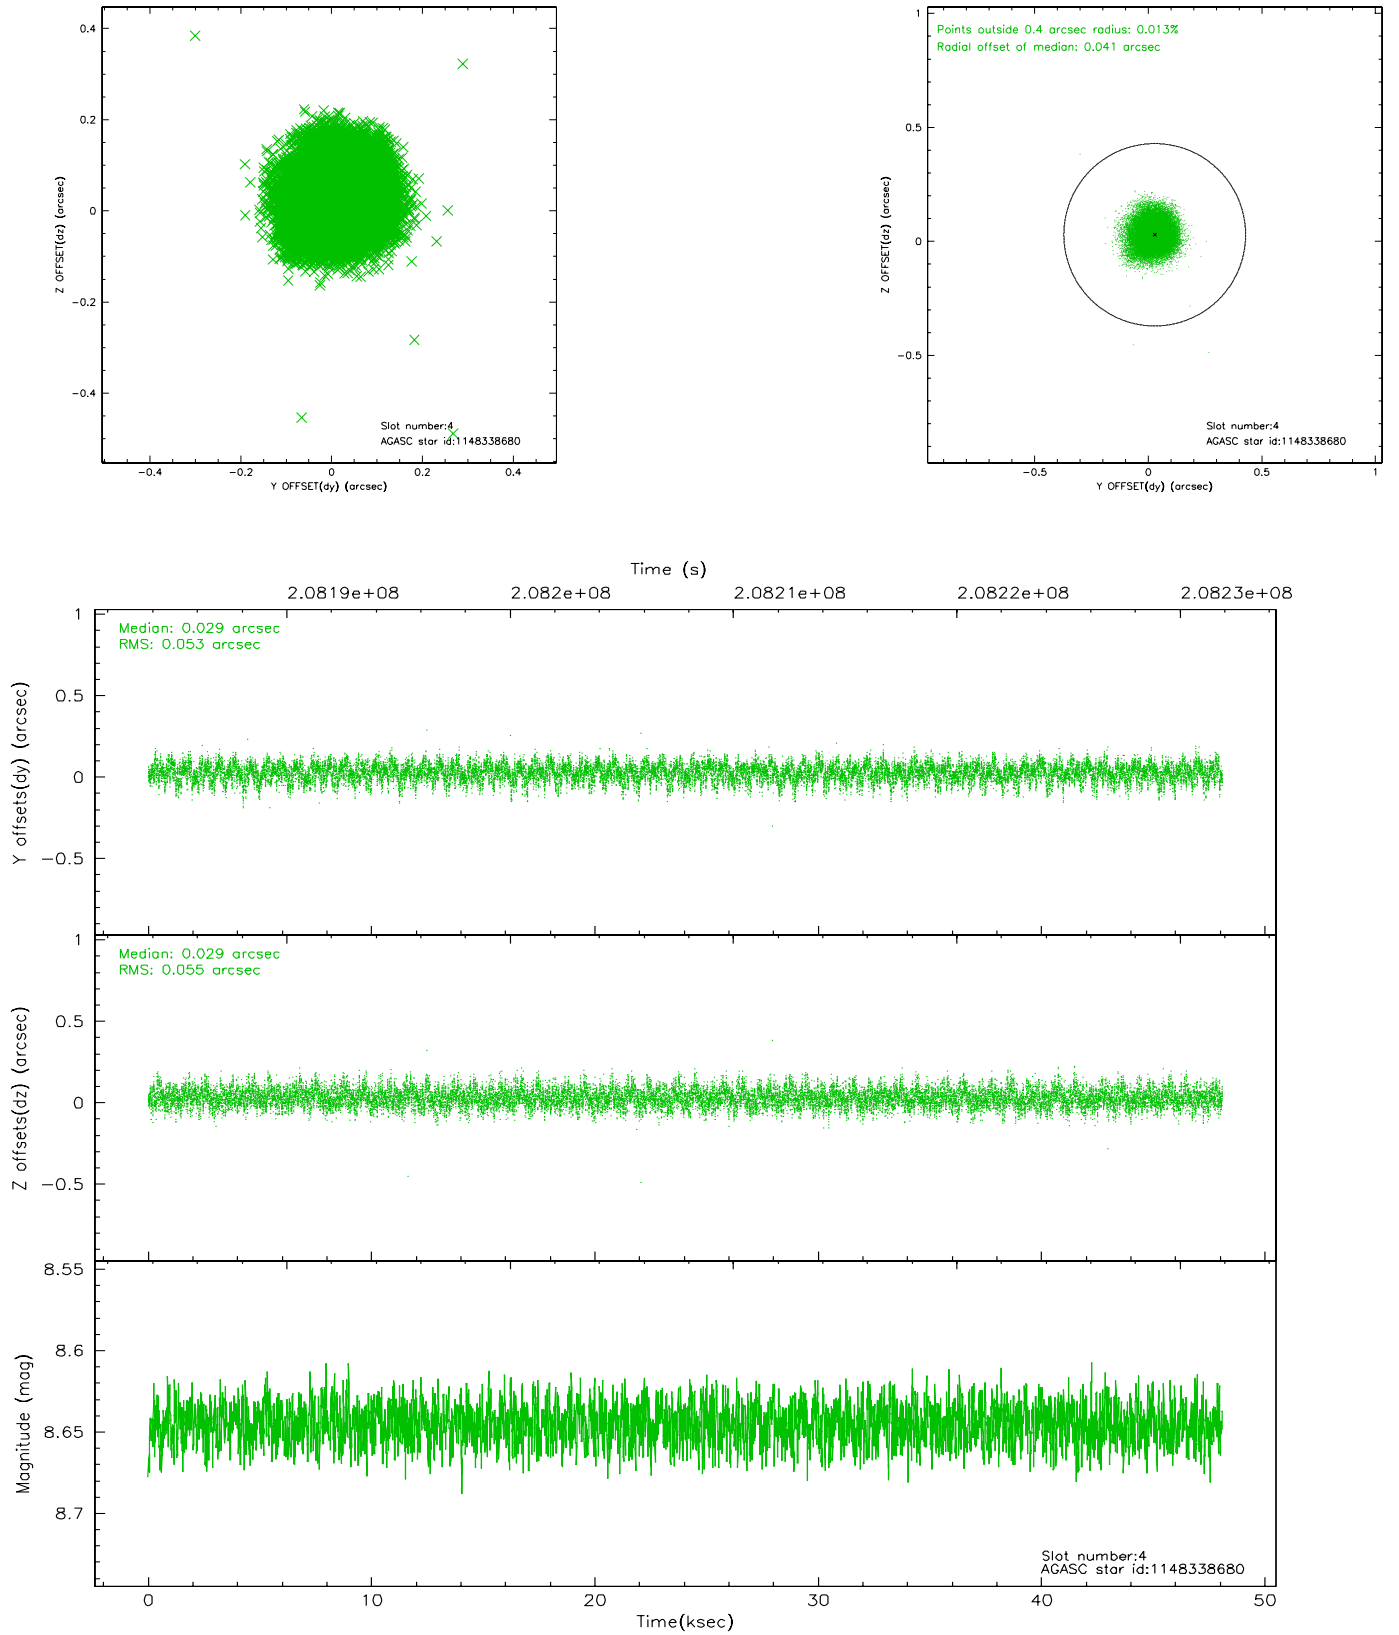 0.4
0.2
0
−0.2
−0.4
Z OFFSET(dz) (arcsec)
Slot number:4
AGASC star id:1148338680
−0.4 −0.2 0 0.2 0.4
Y OFFSET(dy) (arcsec)
Points outside 0.4 arcsec radius: 0.013%
Radial offset of median: 0.041 arcsec
1
0.5
0
−0.5
Z OFFSET(dz) (arcsec)
Slot number:4
AGASC star id:1148338680
−0.5 0 0.5 1
Y OFFSET(dy) (arcsec)
Time (s)
2.0819e+08 2.082e+08 2.0821e+08 2.0822e+08 2.0823e+08
Median: 0.029 arcsec
RMS: 0.053 arcsec
1
0.5
0
−0.5
Y offsets(dy) (arcsec)
Median: 0.029 arcsec
RMS: 0.055 arcsec
1
0.5
0
−0.5
Z offsets(dz) (arcsec)
8.55
8.6
8.65
8.7
Magnitude (mag)
Slot number:4
AGASC star id:1148338680
0 10 20 30 40 50
Time(ksec)